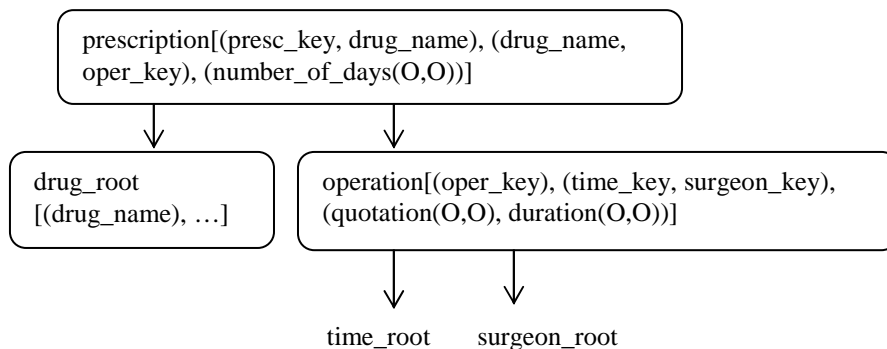 prescription[(presc_key, drug_name), (drug_name,
oper_key), (number_of_days(O,O))]
drug_root
[(drug_name), …]
operation[(oper_key), (time_key, surgeon_key),
(quotation(O,O), duration(O,O))]
time_root surgeon_root